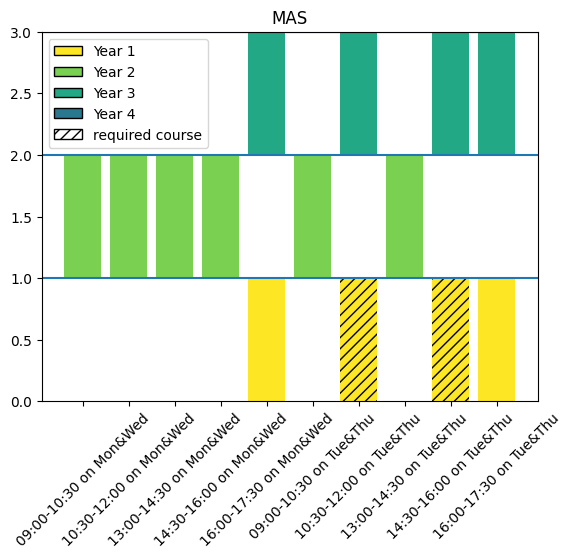 MAS
3.0
2.5
2.0
1.5
1.0
0.5
0.0
Year 1
Year 2
Year 3
Year 4
required course
09:00-10:30 on Mon&Wed
10:30-12:00 on Mon&Wed
13:00-14:30 on Mon&Wed
14:30-16:00 on Mon&Wed
16:00-17:30 on Mon&Wed
09:00-10:30 on Tue&Thu
10:30-12:00 on Tue&Thu
13:00-14:30 on Tue&Thu
14:30-16:00 on Tue&Thu
16:00-17:30 on Tue&Thu